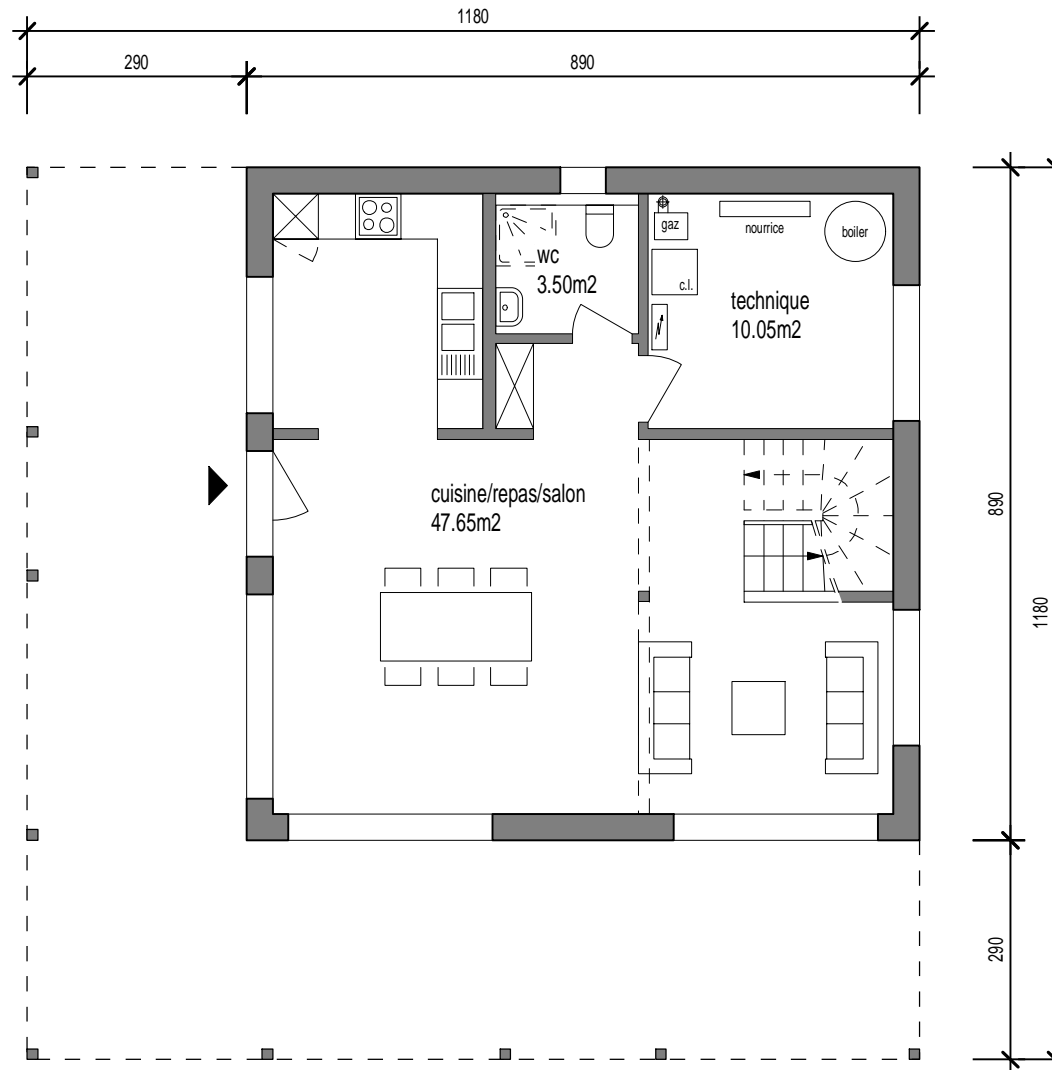 1180
290
890
gaz
nourrice
boiler
wc
3.50m2
c.l.
technique
10.05m2
cuisine/repas/salon
47.65m2
890
1180
290